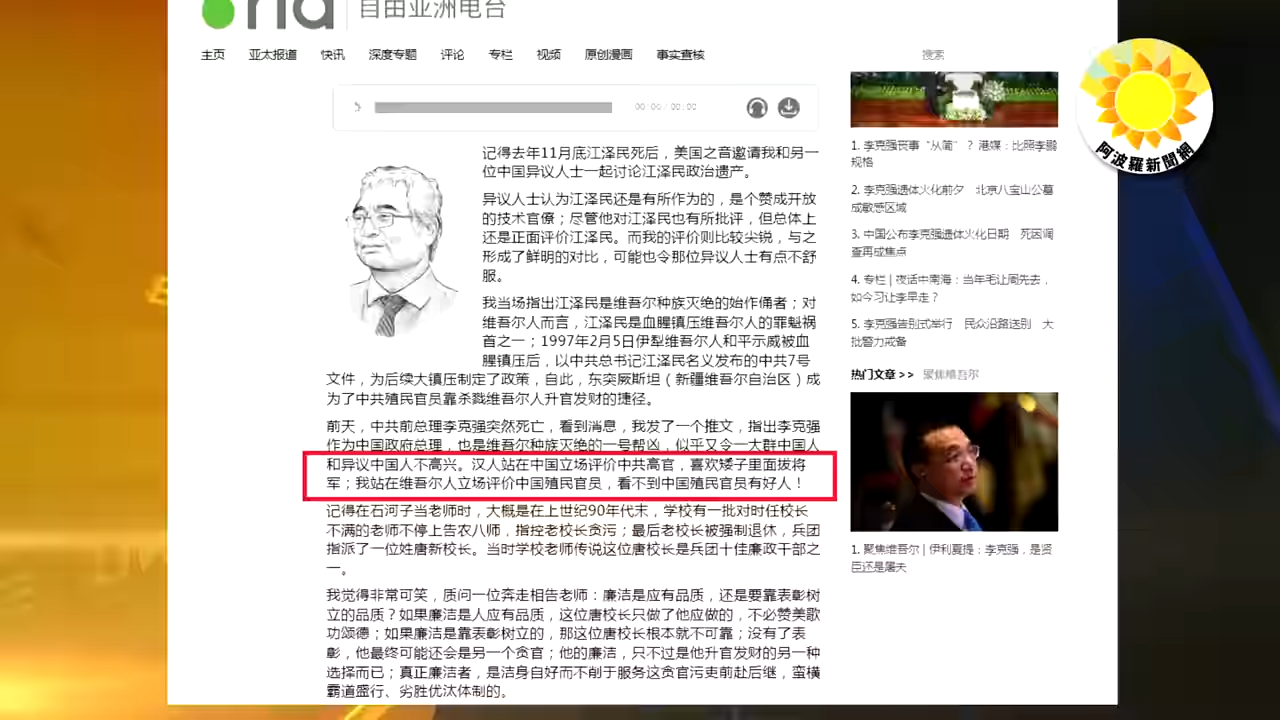 rfa 自由亚洲电台
主页 亚太报道 快讯 深度专题 评论 专栏 视频 原创漫画 事实查核
搜索
00:00 / 00:00
记得去年11月底江泽民死后，美国之音邀请我和另一
位中国异议人士一起讨论江泽民政治遗产。
异议人士认为江泽民还是有所作为的，是个赞成开放
的技术官僚；尽管他对江泽民也有所批评，但总体上
还是正面评价江泽民。而我的评价则比较尖锐，与之
形成了鲜明的对比，可能也令那位异议人士有点不舒
服。
我当场指出江泽民是维吾尔种族灭绝的始作俑者；对
维吾尔人而言，江泽民是血腥镇压维吾尔人的罪魁祸
首之一；1997年2月5日伊犁维吾尔人和平示威被血
腥镇压后，以中共总书记江泽民名义发布的中共7号
文件，为后续大镇压制定了政策，自此，东突厥斯坦（新疆维吾尔自治区）成
为了中共殖民官员靠杀戮维吾尔人升官发财的捷径。
前天，中共前总理李克强突然死亡，看到消息，我发了一个推文，指出李克强
作为中国政府总理，也是维吾尔种族灭绝的一号帮凶，似乎又令一大群中国人
和异议中国人不高兴。汉人站在中国立场评价中共高官，喜欢矮子里面拔将
军；我站在维吾尔人立场评价中国殖民官员，看不到中国殖民官员有好人！
记得在石河子当老师时，大概是在上世纪90年代末，学校有一批对时任校长
不满的老师不停上告农八师，指控老校长贪污；最后老校长被强制退休，兵团
指派了一位姓唐新校长。当时学校老师传说这位唐校长是兵团十佳廉政干部之
一。
我觉得非常可笑，质问一位奔走相告老师：廉洁是应有品质，还是要靠表彰树
立的品质？如果廉洁是人应有品质，这位唐校长只做了他应做的，不必赞美歌
功颂德；如果廉洁是靠表彰树立的，那这位唐校长根本就不可靠；没有了表
彰，他最终可能还会是另一个贪官；他的廉洁，只不过是他升官发财的另一种
选择而已；真正廉洁者，是洁身自好而不削于服务这贪官污吏前赴后继，蛮横
霸道盛行、劣胜优汰体制的。
1. 李克强丧事“从简”？港媒：比照李鹏
规格
2. 李克强遗体火化前夕 北京八宝山公墓
成敏感区域
3. 中国公布李克强遗体火化日期 死因调
查再成焦点
4. 专栏 | 夜话中南海：当年毛让周先去，
如今习让李早走？
5. 李克强告别式举行 民众沿路送别 大
批警力戒备
热门文章 >> 聚焦维吾尔
1. 聚焦维吾尔 | 伊利夏提：李克强，是贤
臣还是屠夫
阿波羅新聞網